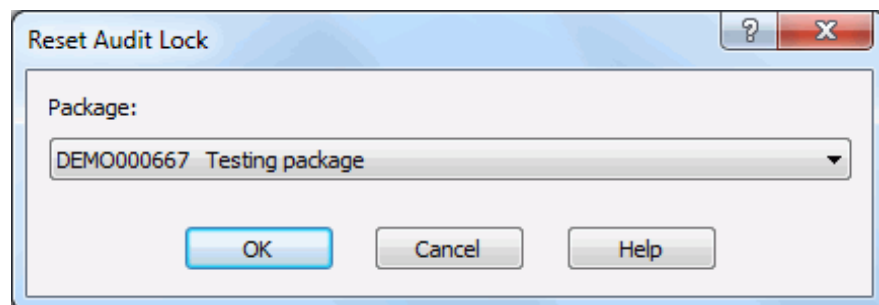 Reset Audit Lock
?
X
Package:
DEMO000667 Testing package
OK Cancel Help